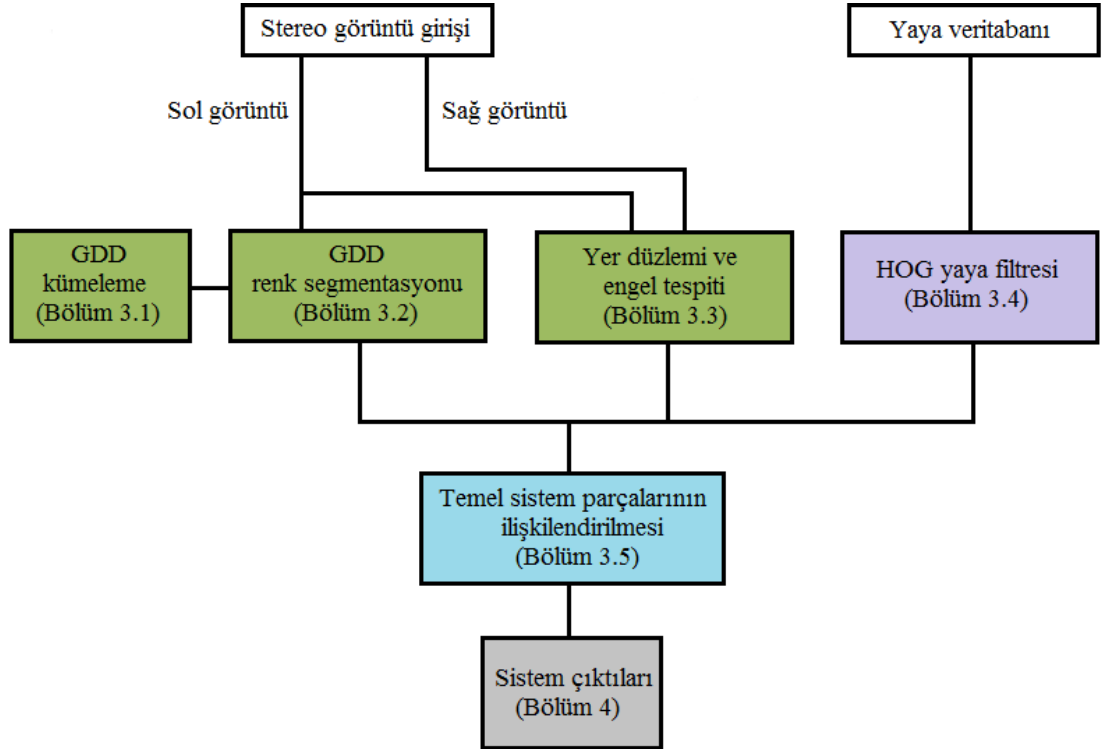 Stereo görüntü girişi
Yaya veritabanı
Sol görüntü
Sağ görüntü
GDD
kümeleme
(Bölüm 3.1)
GDD
renk segmentasyonu
(Bölüm 3.2)
Yer düzlemi ve
engel tespiti
(Bölüm 3.3)
HOG yaya filtresi
(Bölüm 3.4)
Temel sistem parçalarının
ilişkilendirilmesi
(Bölüm 3.5)
Sistem çıktıları
(Bölüm 4)